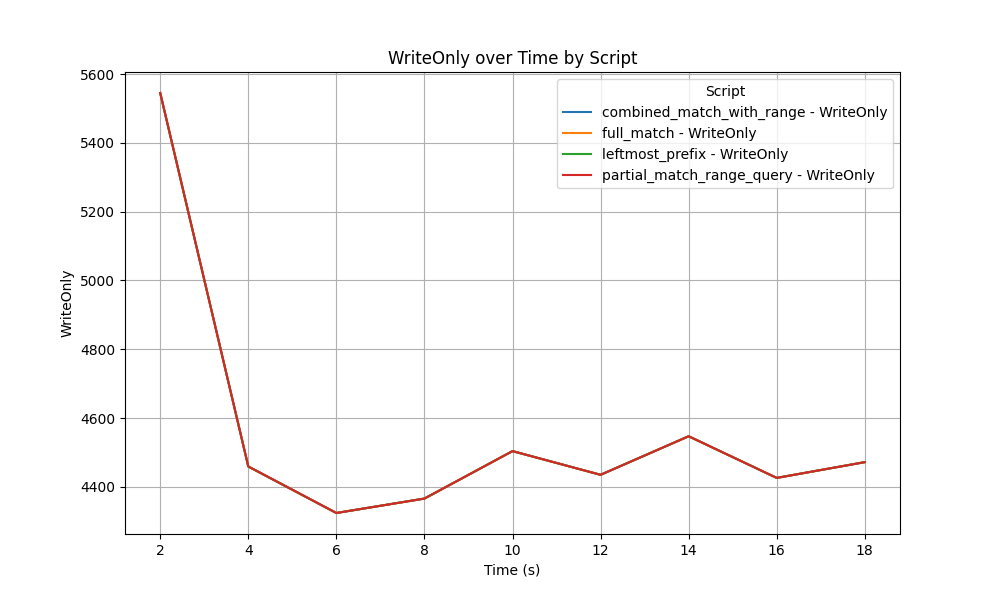 WriteOnly over Time by Script
Script
combined_match_with_range - WriteOnly
full_match - WriteOnly
leftmost_prefix - WriteOnly
partial_match_range_query - WriteOnly
WriteOnly
5600
5400
5200
5000
4800
4600
4400
2 4 6 8 10 12 14 16 18
Time (s)